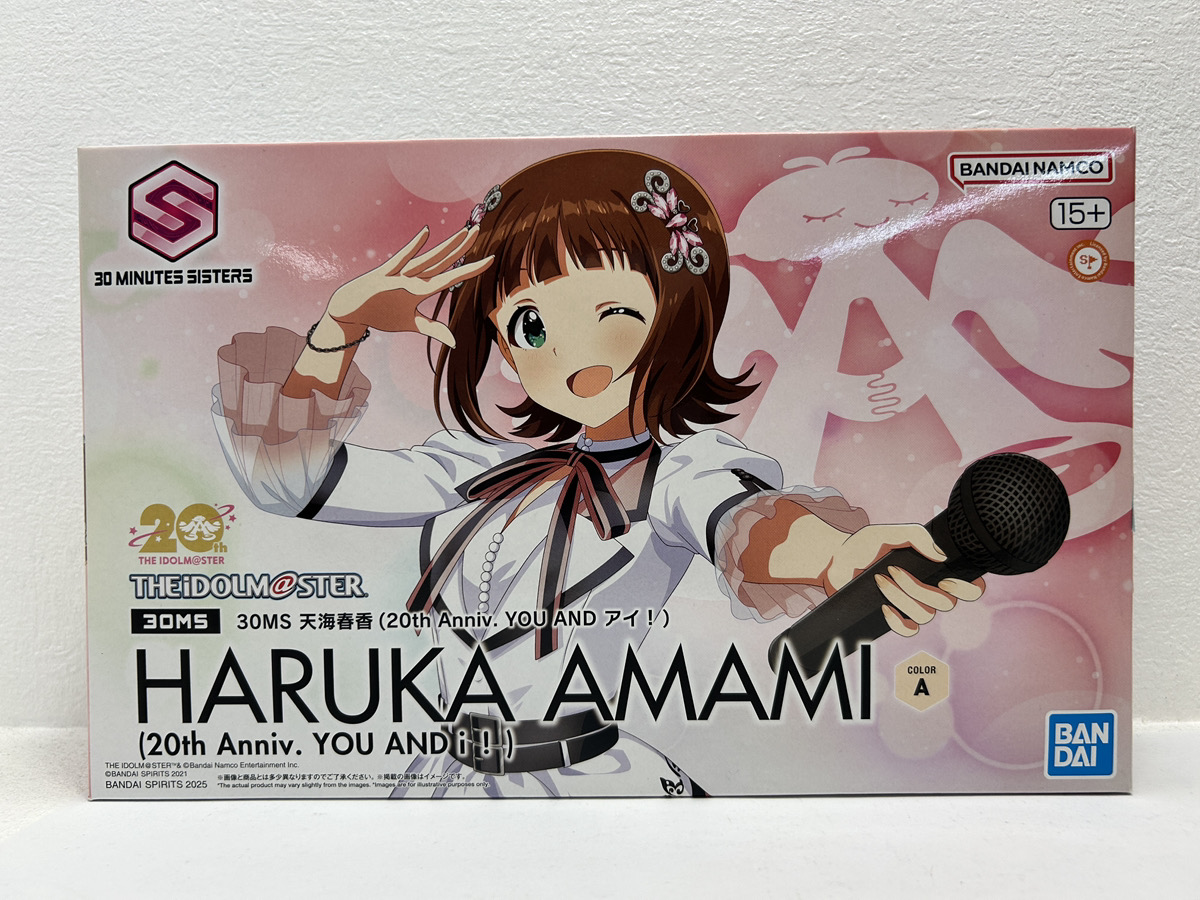 BANDAI NAMCO
15+
S
30 MINUTES SISTERS
20th
THE IDOLM@STER
THE iDOLM@STER
30MS
30MS 天海春香 (20th Anniv. YOU AND アイ！)
HARUKA AMAMI
COLOR
A
(20th Anniv. YOU AND i ! )
THE IDOLM@STER™& ©Bandai Namco Entertainment Inc.
©BANDAI SPIRITS 2021
BANDAI SPIRITS 2025
※画像と商品とは多少異なりますのでご了承ください。※掲載の画像はイメージです。
*The actual product may vary slightly from the images. *Images are for illustrative purposes only.
BAN
DAI